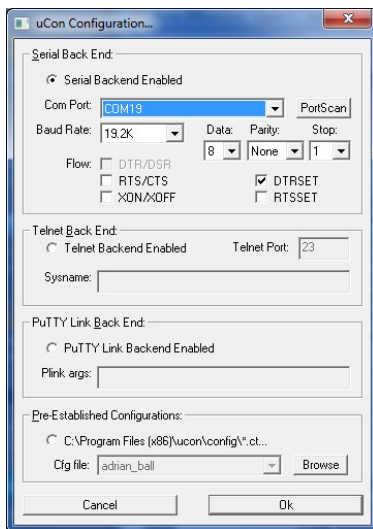 uCon Configuration...
Serial Back End:
Serial Backend Enabled
Com Port: COM19 PortScan
Baud Rate: 19.2K Data: 8 Parity: None Stop: 1
Flow: DTR/DSR
RTS/CTS DTRSET
XON/XOFF RTSSET
Telnet Back End:
Telnet Backend Enabled Telnet Port: 23
Sysname:
PuTTY Link Back End:
PuTTY Link Backend Enabled
Plink args:
Pre-Established Configurations:
C:\Program Files (x86)\ucon\config\*.ct...
Cfg file: adrian_ball Browse
Cancel Ok